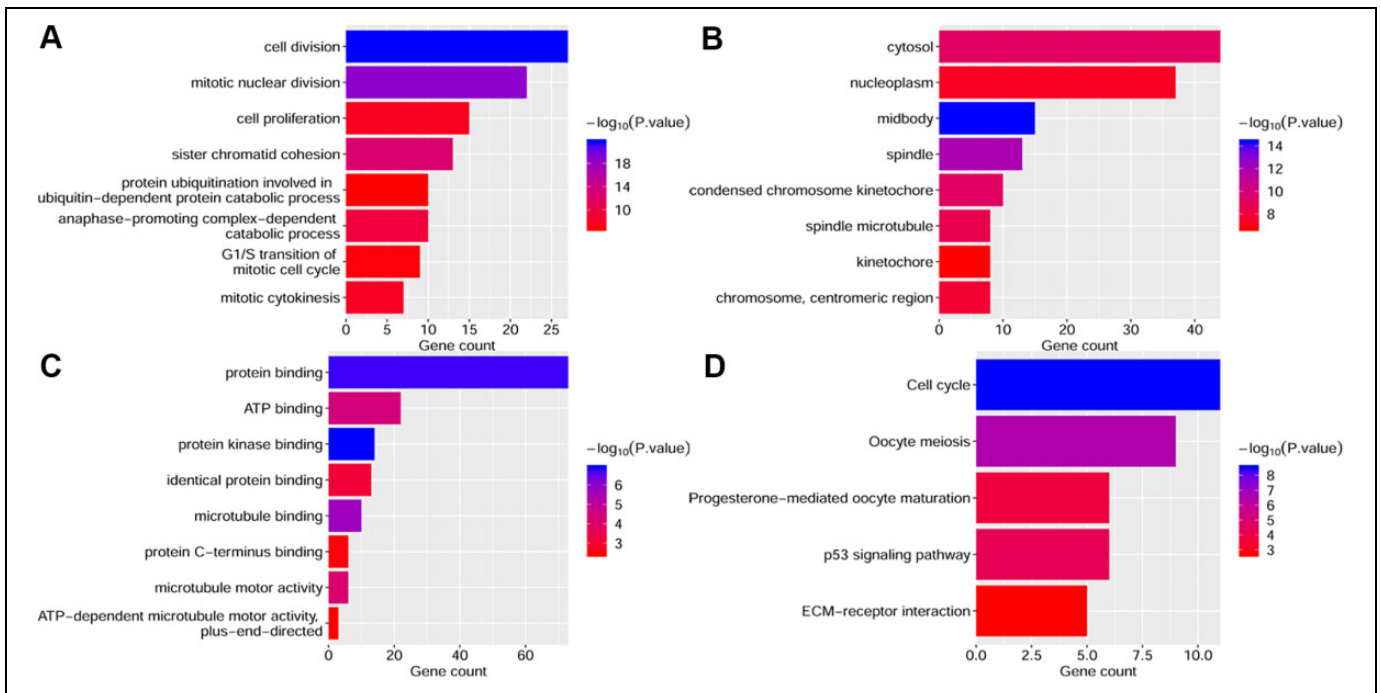 A
cell division
mitotic nuclear division
cell proliferation
sister chromatid cohesion
protein ubiquitination involved in
ubiquitin−dependent protein catabolic process
anaphase−promoting complex−dependent
catabolic process
G1/S transition of
mitotic cell cycle
mitotic cytokinesis
0 5 10 15 20 25
Gene count
−log10(P.value)
18
14
10
B
cytosol
nucleoplasm
midbody
spindle
condensed chromosome kinetochore
spindle microtubule
kinetochore
chromosome, centromeric region
0 10 20 30 40
Gene count
−log10(P.value)
14
12
10
8
C
protein binding
ATP binding
protein kinase binding
identical protein binding
microtubule binding
protein C−terminus binding
microtubule motor activity
ATP−dependent microtubule motor activity,
plus−end−directed
0 20 40 60
Gene count
−log10(P.value)
6
5
4
3
D
Cell cycle
Oocyte meiosis
Progesterone−mediated oocyte maturation
p53 signaling pathway
ECM−receptor interaction
0.0 2.5 5.0 7.5 10.0
Gene count
−log10(P.value)
8
7
6
5
4
3